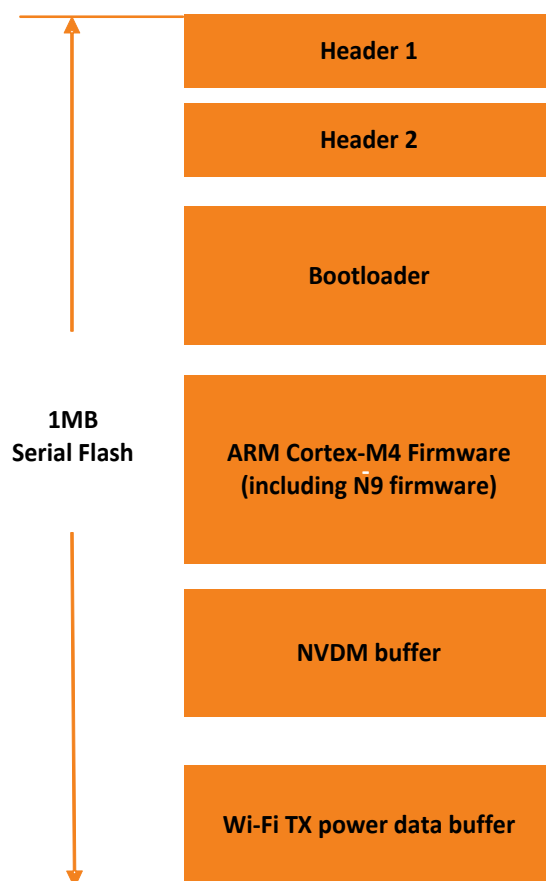 Header 1
Header 2
Bootloader
1MB
Serial Flash
ARM Cortex-M4 Firmware
(including N9 firmware)
NVDM buffer
Wi-Fi TX power data buffer